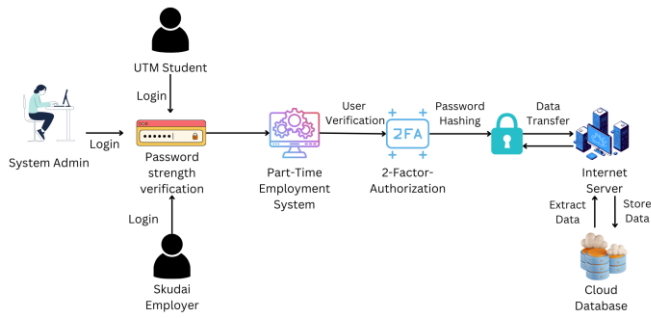 UTM Student
Login
System Admin
Login
Password
strength
verification
Login
Skudai
Employer
Part-Time
Employment
System
User
Verification
2FA
2-Factor-
Authorization
Password
Hashing
Data
Transfer
Internet
Server
Extract
Data
Store
Data
Cloud
Database